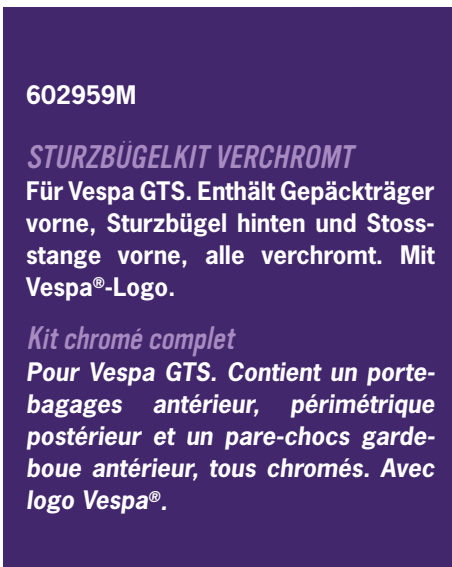 602959M
STURZBÜGELKIT VERCHROMT
Für Vespa GTS. Enthält Gepäckträger
vorne, Sturzbügel hinten und Stoss-
stange vorne, alle verchromt. Mit
Vespa®-Logo.
Kit chromé complet
Pour Vespa GTS. Contient un porte-
bagages antérieur, périmétrique
postérieur et un pare-chocs garde-
boue antérieur, tous chromés. Avec
logo Vespa®.